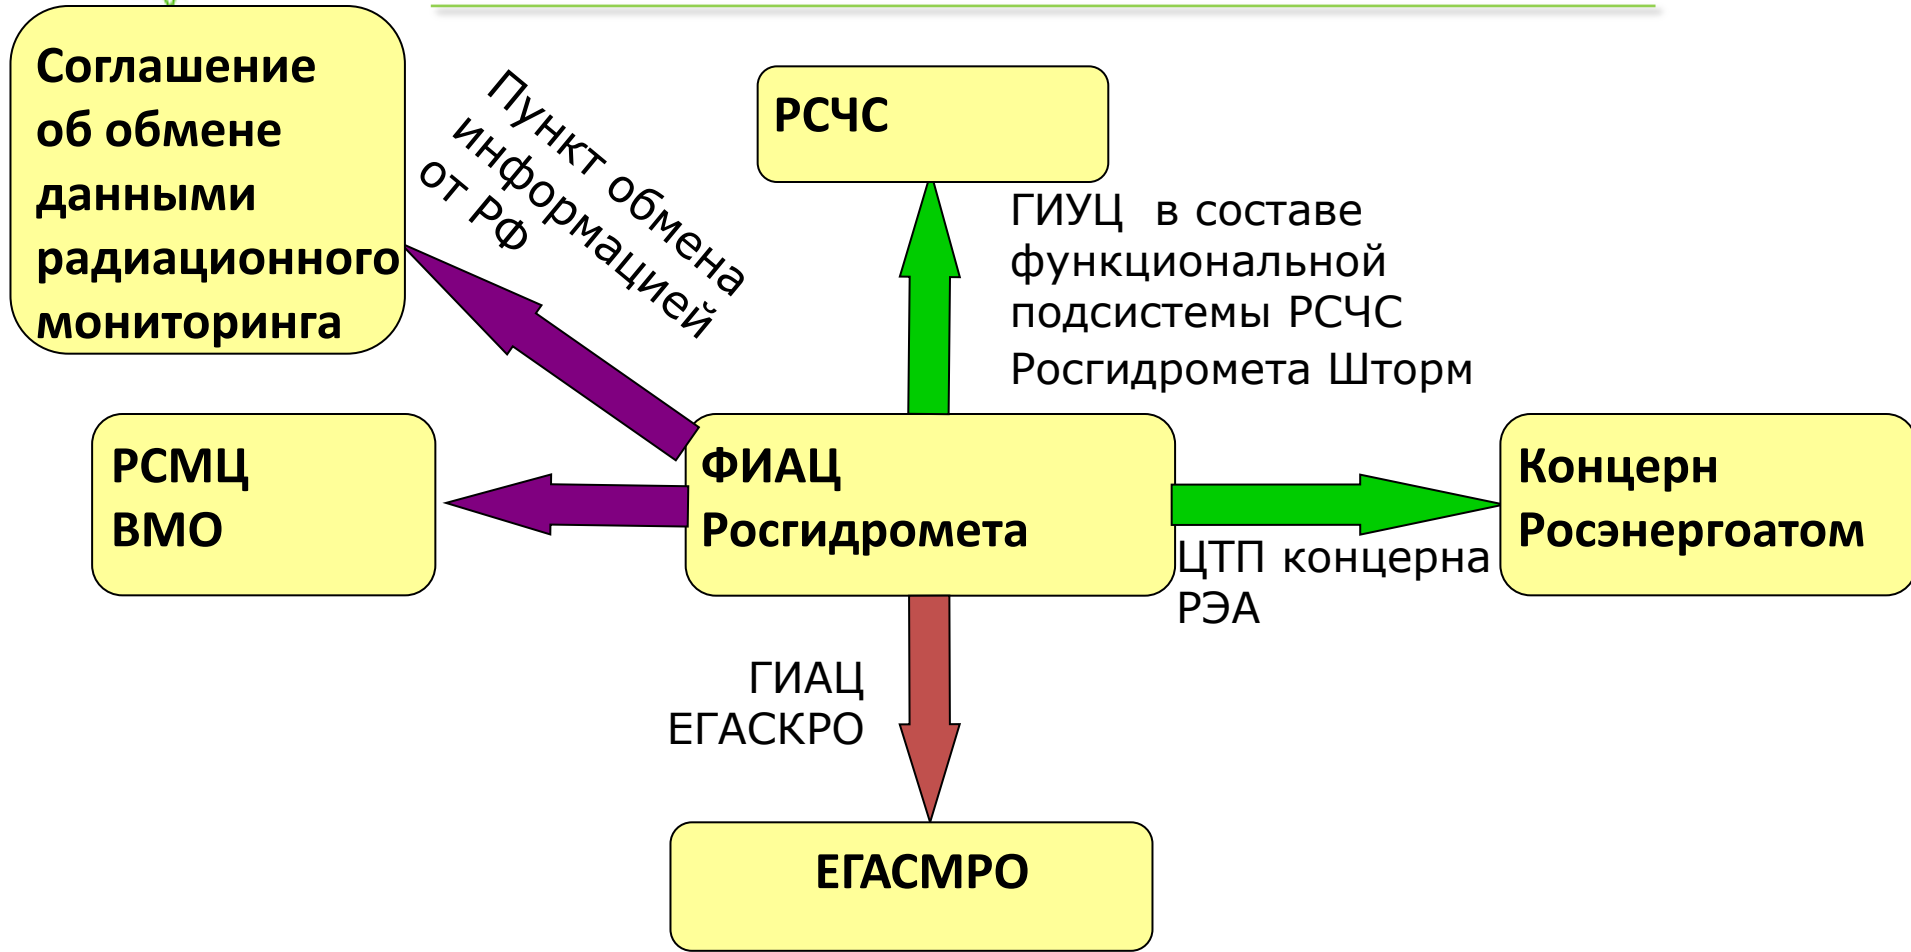 Соглашение
об обмене
данными
радиационного
мониторинга
Пункт обмена
информацией
от РФ
РСЧС
ГИУЦ в составе
функциональной
подсистемы РСЧС
Росгидромета Шторм
РСМЦ
ВМО
ФИАЦ
Росгидромета
ЦТП концерна
РЭА
Концерн
Росэнергоатом
ГИАЦ
ЕГАСКРО
ЕГАСМРО